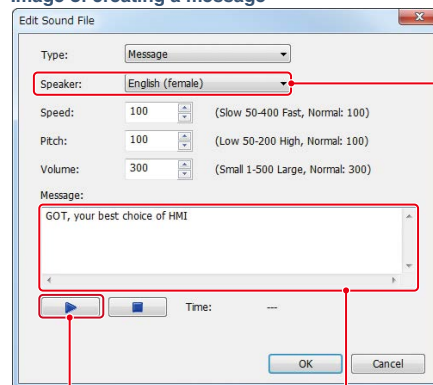 Image of creating a message
Edit Sound File
Type: Message
Speaker: English (female)
Speed: 100 (Slow 50-400 Fast, Normal: 100)
Pitch: 100 (Low 50-200 High, Normal: 100)
Volume: 300 (Small 1-500 Large, Normal: 300)
Message:
GOT, your best choice of HMI
Time: ---
OK Cancel